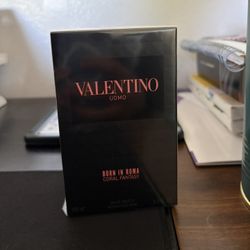 VALENTINO
UOMO
BORN IN ROMA
CORAL FANTASY